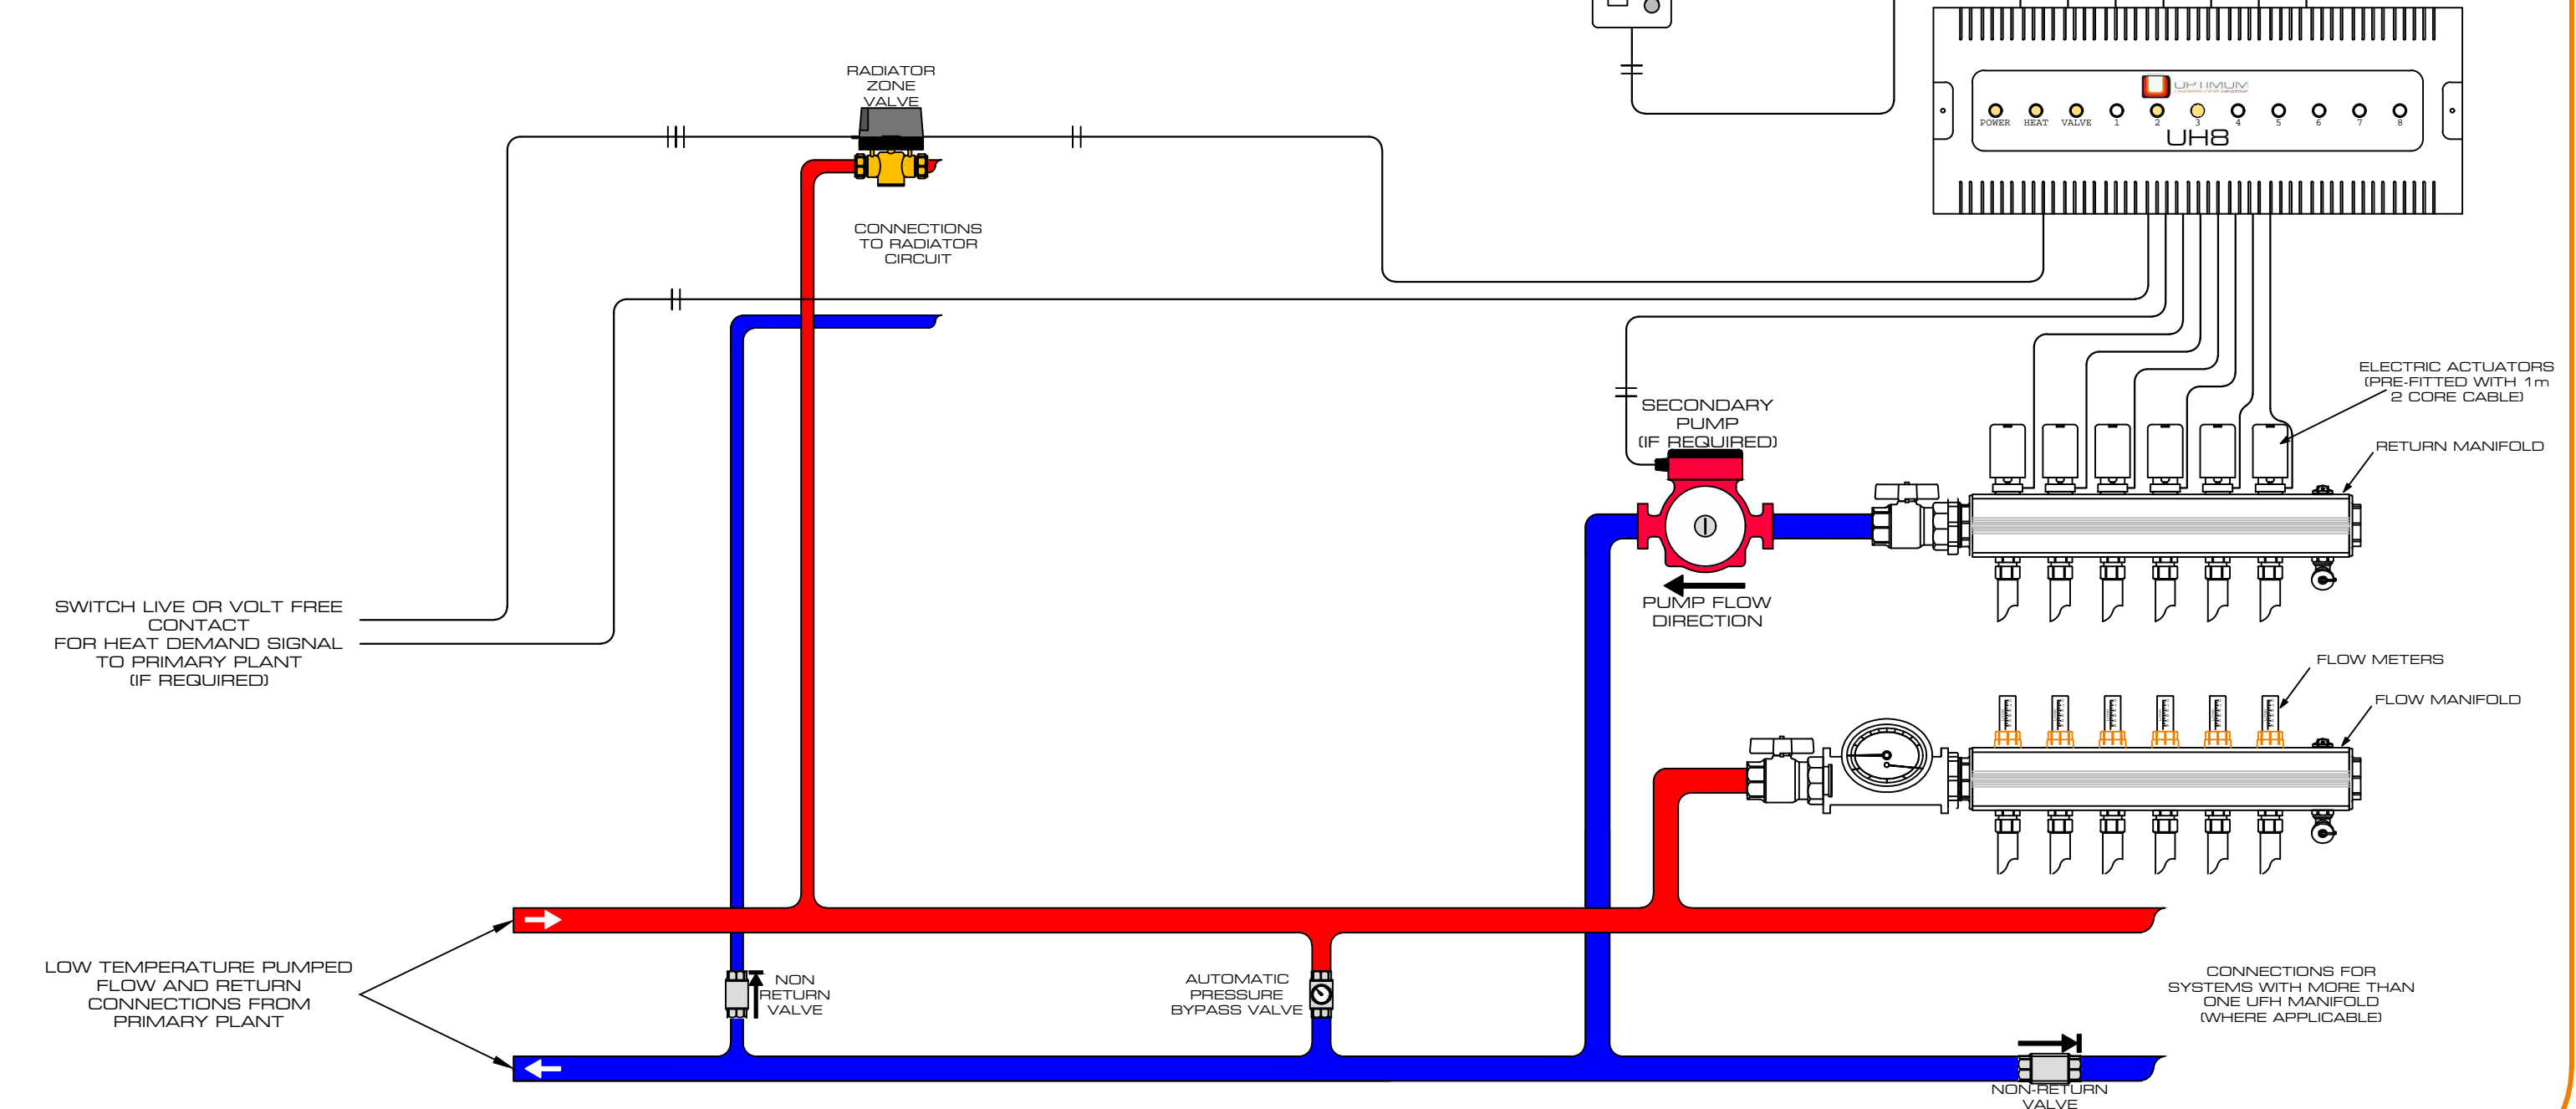 RADIATOR
ZONE
VALVE
OPTIMUM
UNDERFLOOR HEATING
POWER HEAT VALVE 1 2 3 4 5 6 7 8
UH8
CONNECTIONS
TO RADIATOR
CIRCUIT
ELECTRIC ACTUATORS
(PRE-FITTED WITH 1m
2 CORE CABLE)
SECONDARY
PUMP
(IF REQUIRED)
RETURN MANIFOLD
PUMP FLOW
DIRECTION
SWITCH LIVE OR VOLT FREE
CONTACT
FOR HEAT DEMAND SIGNAL
TO PRIMARY PLANT
(IF REQUIRED)
FLOW METERS
FLOW MANIFOLD
LOW TEMPERATURE PUMPED
FLOW AND RETURN
CONNECTIONS FROM
PRIMARY PLANT
NON
RETURN
VALVE
AUTOMATIC
PRESSURE
BYPASS VALVE
CONNECTIONS FOR
SYSTEMS WITH MORE THAN
ONE UFH MANIFOLD
(WHERE APPLICABLE)
NON-RETURN
VALVE